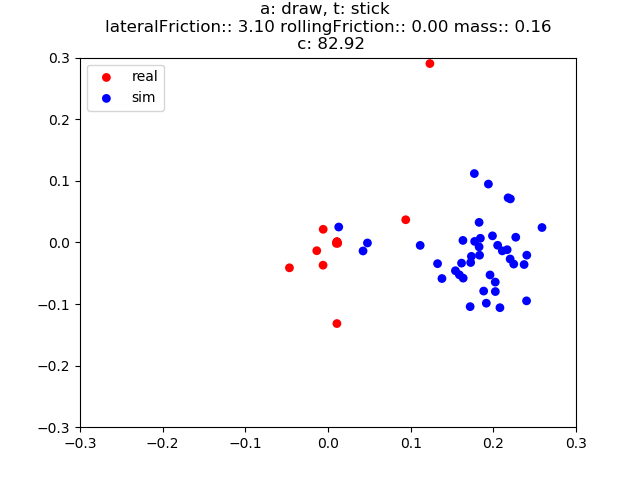 a: draw, t: stick
lateralFriction:: 3.10 rollingFriction:: 0.00 mass:: 0.16
c: 82.92
real
sim
0.3
0.2
0.1
0.0
−0.1
−0.2
−0.3
−0.3
−0.2
−0.1
0.0
0.1
0.2
0.3